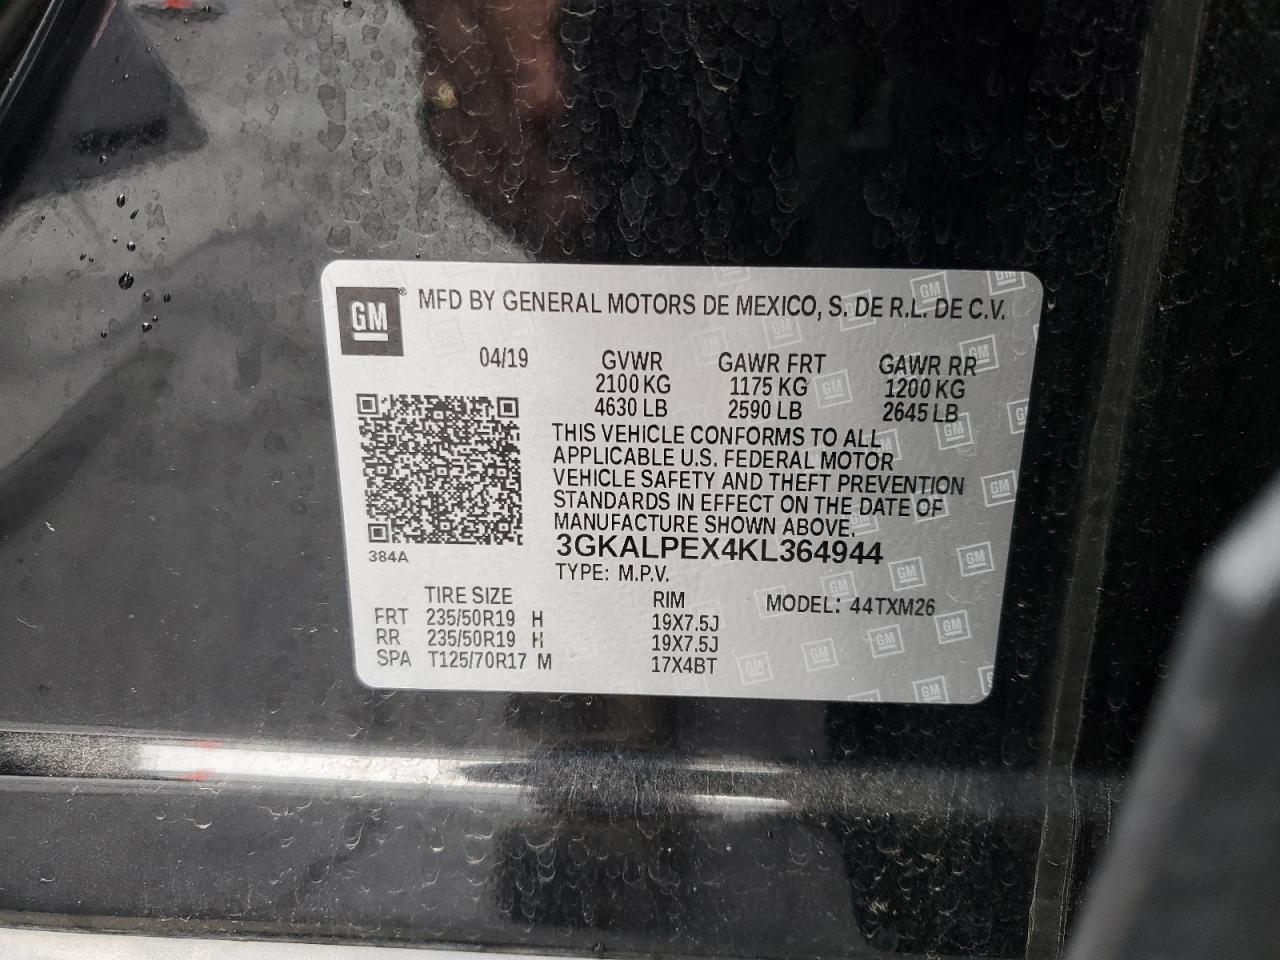 GM ® MFD BY GENERAL MOTORS DE MEXICO, S. DE R.L. DE C.V.
04/19 GVWR GAWR FRT GAWR RR
2100 KG 1175 KG 1200 KG
4630 LB 2590 LB 2645 LB
THIS VEHICLE CONFORMS TO ALL
APPLICABLE U.S. FEDERAL MOTOR
VEHICLE SAFETY AND THEFT PREVENTION
STANDARDS IN EFFECT ON THE DATE OF
MANUFACTURE SHOWN ABOVE.
3GKALPEX4KL364944
384A
TYPE: M.P.V.
TIRE SIZE RIM MODEL: 44TXM26
FRT 235/50R19 H 19X7.5J
RR 235/50R19 H 19X7.5J
SPA T125/70R17 M 17X4BT